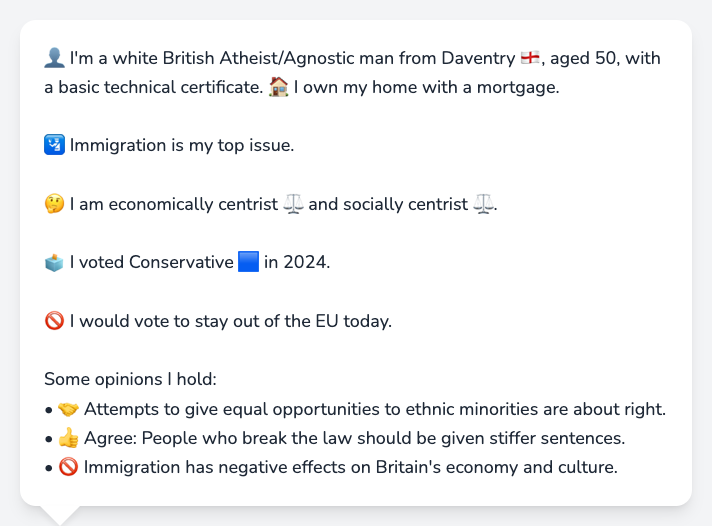 👤 I'm a white British Atheist/Agnostic man from Daventry 🏴󠁧󠁢󠁥󠁮󠁧󠁿, aged 50, with
a basic technical certificate. 🏠 I own my home with a mortgage.
🛂 Immigration is my top issue.
🤔 I am economically centrist ⚖️ and socially centrist ⚖️.
🗳️ I voted Conservative 🟦 in 2024.
🚫 I would vote to stay out of the EU today.
Some opinions I hold:
• 🤝 Attempts to give equal opportunities to ethnic minorities are about right.
• 👍 Agree: People who break the law should be given stiffer sentences.
• 🚫 Immigration has negative effects on Britain's economy and culture.